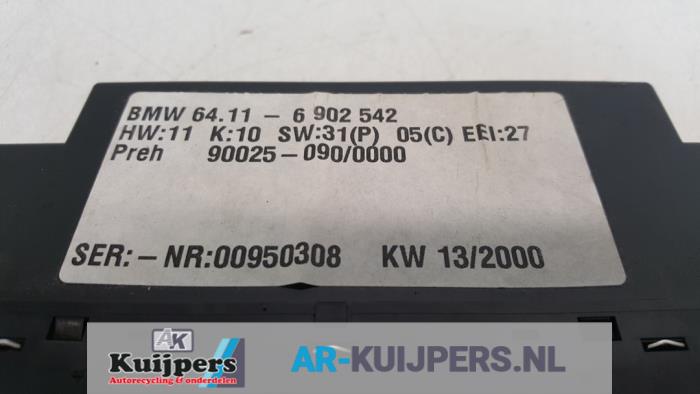 BMW 64.11 - 6 902 542
HW:11 K:10 SW:31(P) 05(C) EEI:27
Preh 90025-090/0000
SER:-NR:00950308 KW 13/2000
AK
Kuijpers
Autorecycling & onderdelen
AR-KUIJPERS.NL